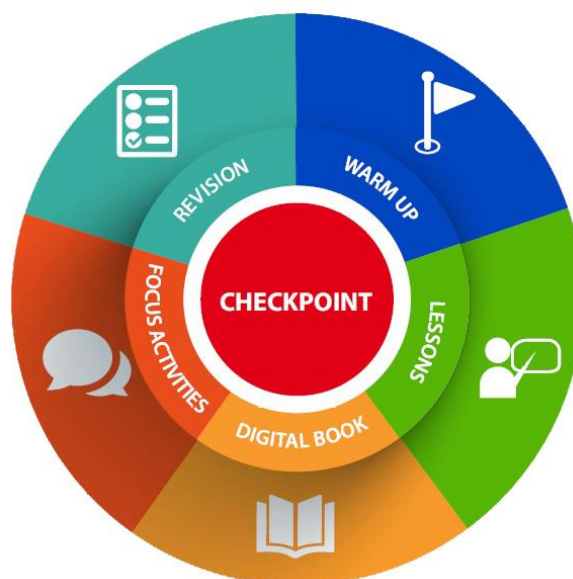 REVISION
WARM UP
FOCUS ACTIVITIES
CHECKPOINT
LESSONS
DIGITAL BOOK